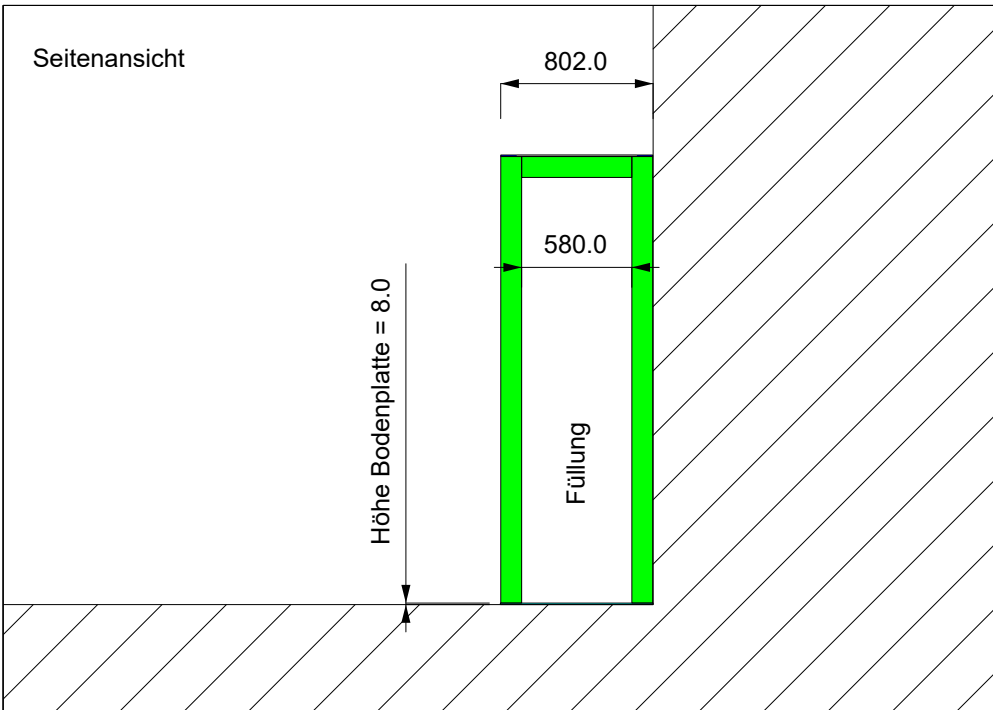 Seitenansicht
802.0
580.0
Höhe Bodenplatte = 8.0
Füllung